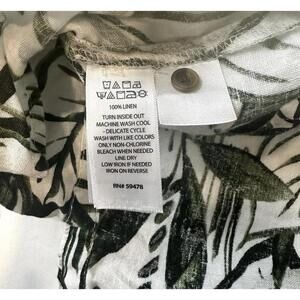 100% LINEN
TURN INSIDE OUT
MACHINE WASH COOL
- DELICATE CYCLE
WASH WITH LIKE COLORS
ONLY NON-CHLORINE
BLEACH WHEN NEEDED
LINE DRY
LOW IRON IF NEEDED
IRON ON REVERSE
RN# 59478